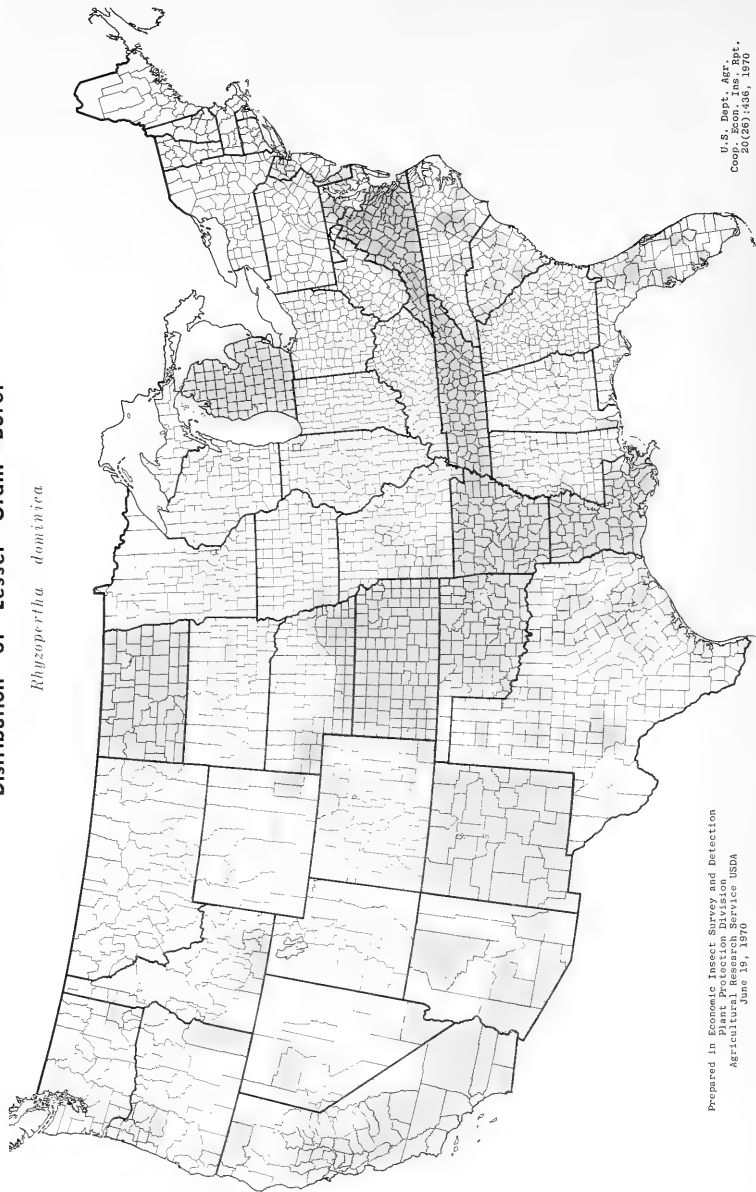 Distribution of Lesser Grain Borer
Rhyzopertha dominica
U.S. Dept. Agr.
Coop. Econ. Ins. Rpt.
20(26):436, 1970
Prepared in Economic Insect Survey and Detection
Plant Protection Division
Agricultural Research Service USDA
June 19, 1970